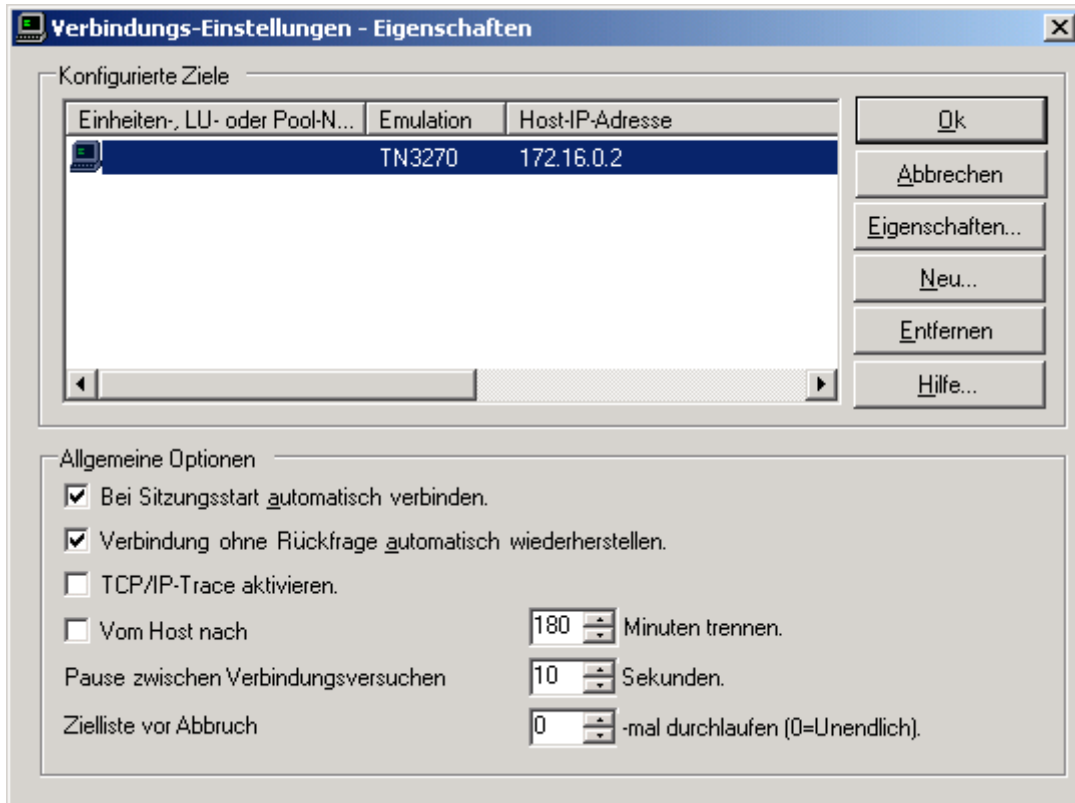 Verbindungs-Einstellungen - Eigenschaften
Konfigurierte Ziele
Einheiten-, LU- oder Pool-N... Emulation Host-IP-Adresse
TN3270 172.16.0.2
Ok
Abbrechen
Eigenschaften...
Neu...
Entfernen
Hilfe...
Allgemeine Optionen
Bei Sitzungsstart automatisch verbinden.
Verbindung ohne Rückfrage automatisch wiederherstellen.
TCP/IP-Trace aktivieren.
Vom Host nach 180 Minuten trennen.
Pause zwischen Verbindungsversuchen 10 Sekunden.
Zielliste vor Abbruch 0 -mal durchlaufen (0=Unendlich).